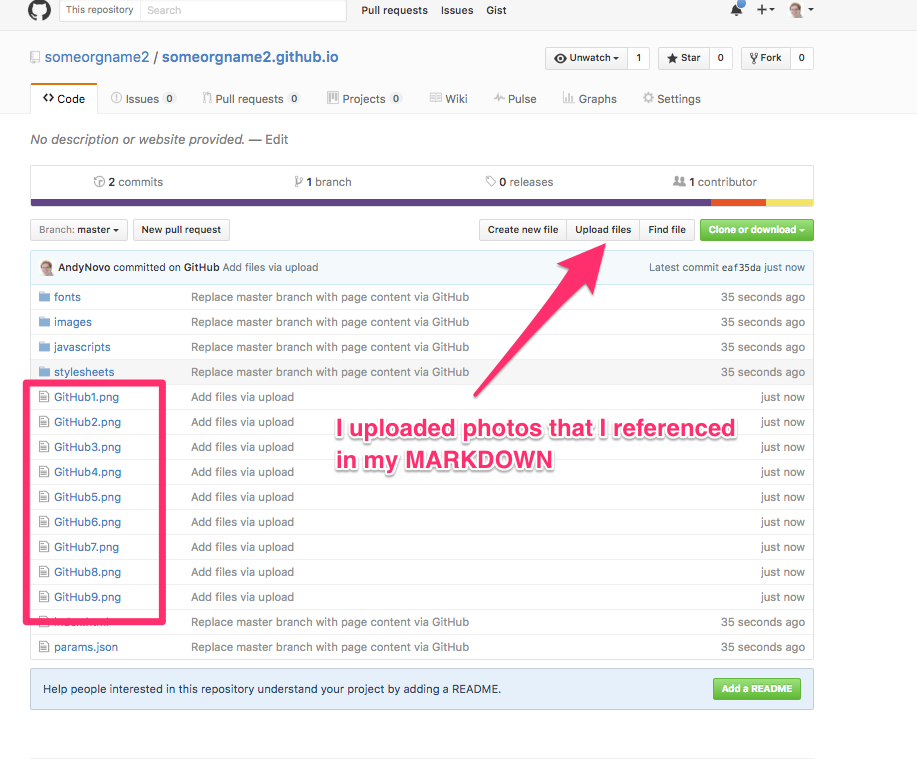 This repository Search Pull requests Issues Gist
someorgname2 / someorgname2.github.io Unwatch 1 Star 0 Fork 0
Code Issues 0 Pull requests 0 Projects 0 Wiki Pulse Graphs Settings
No description or website provided. — Edit
2 commits 1 branch 0 releases 1 contributor
Branch: master New pull request Create new file Upload files Find file Clone or download
AndyNovo committed on GitHub Add files via upload Latest commit eaf35da just now
fonts Replace master branch with page content via GitHub 35 seconds ago
images Replace master branch with page content via GitHub 35 seconds ago
javascripts Replace master branch with page content via GitHub 35 seconds ago
stylesheets Replace master branch with page content via GitHub 35 seconds ago
GitHub1.png Add files via upload just now
GitHub2.png Add files via upload just now
GitHub3.png Add files via upload just now
GitHub4.png Add files via upload just now
GitHub5.png Add files via upload just now
GitHub6.png Add files via upload just now
GitHub7.png Add files via upload just now
GitHub8.png Add files via upload just now
GitHub9.png Add files via upload just now
Replace master branch with page content via GitHub 35 seconds ago
params.json Replace master branch with page content via GitHub 35 seconds ago
I uploaded photos that I referenced
in my MARKDOWN
Help people interested in this repository understand your project by adding a README. Add a README